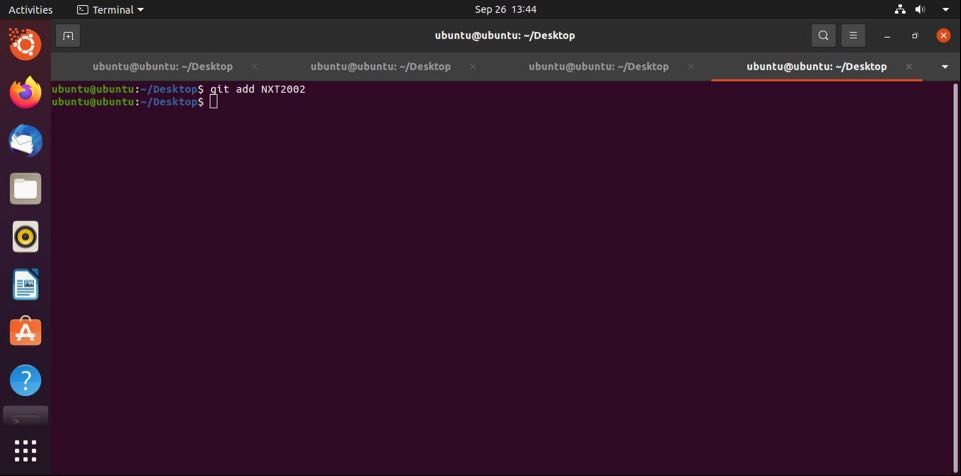 Activities Terminal Sep 26 13:44
ubuntu@ubuntu: ~/Desktop
ubuntu@ubuntu: ~/Desktop ubuntu@ubuntu: ~/Desktop ubuntu@ubuntu: ~/Desktop ubuntu@ubuntu: ~/Desktop
ubuntu@ubuntu:~/Desktop$ git add NXT2002
ubuntu@ubuntu:~/Desktop$